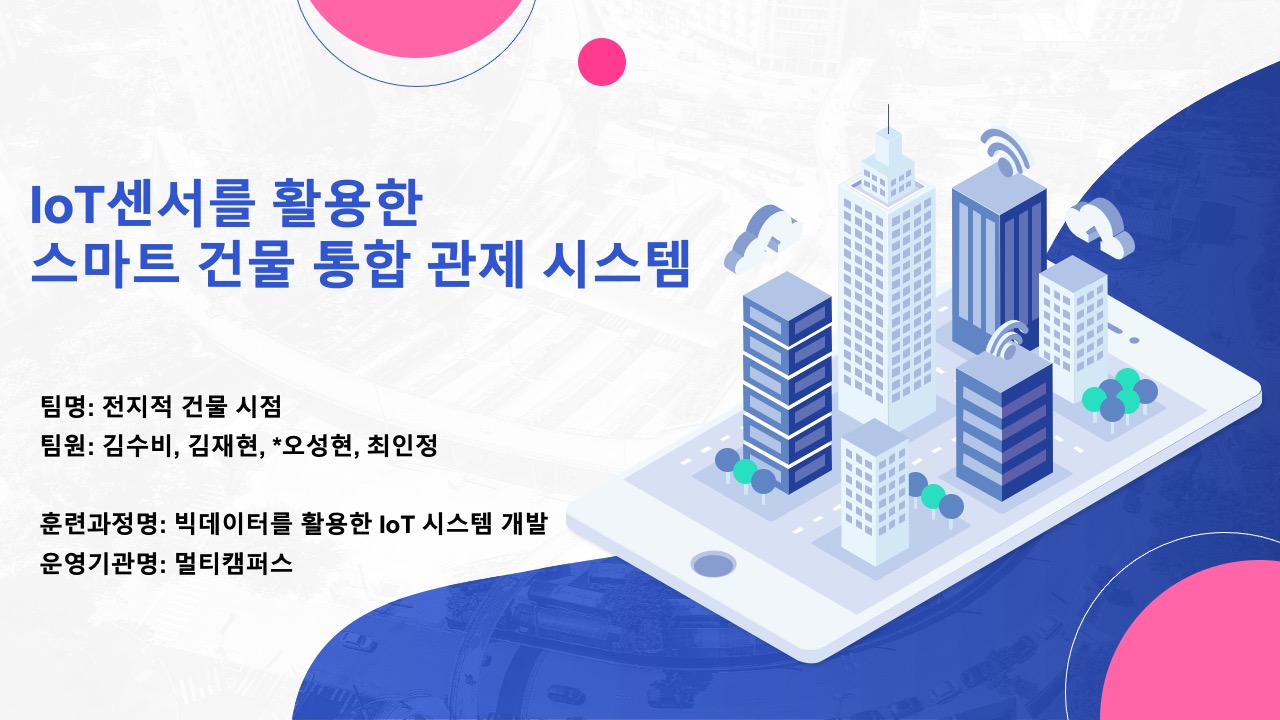 IoT센서를 활용한
스마트 건물 통합 관제 시스템
팀명: 전지적 건물 시점
팀원: 김수비, 김재현, *오성현, 최인정
훈련과정명: 빅데이터를 활용한 IoT 시스템 개발
운영기관명: 멀티캠퍼스